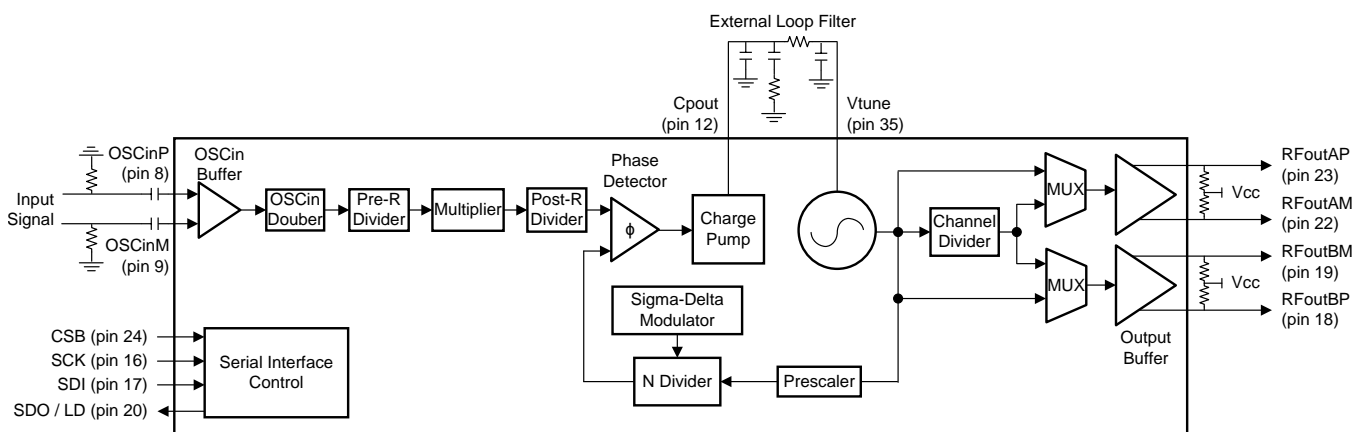 External Loop Filter
Cpout
(pin 12)
Vtune
(pin 35)
OSCinP
(pin 8)
OSCin
Buffer
Input
Signal
OSCinM
(pin 9)
OSCin
Douber
Pre-R
Divider
Multiplier
Post-R
Divider
Phase
Detector
ϕ
Charge
Pump
Channel
Divider
MUX
MUX
RFoutAP
(pin 23)
Vcc
RFoutAM
(pin 22)
RFoutBM
(pin 19)
Vcc
RFoutBP
(pin 18)
Output
Buffer
Sigma-Delta
Modulator
N Divider
Prescaler
CSB (pin 24)
SCK (pin 16)
SDI (pin 17)
SDO / LD (pin 20)
Serial Interface
Control